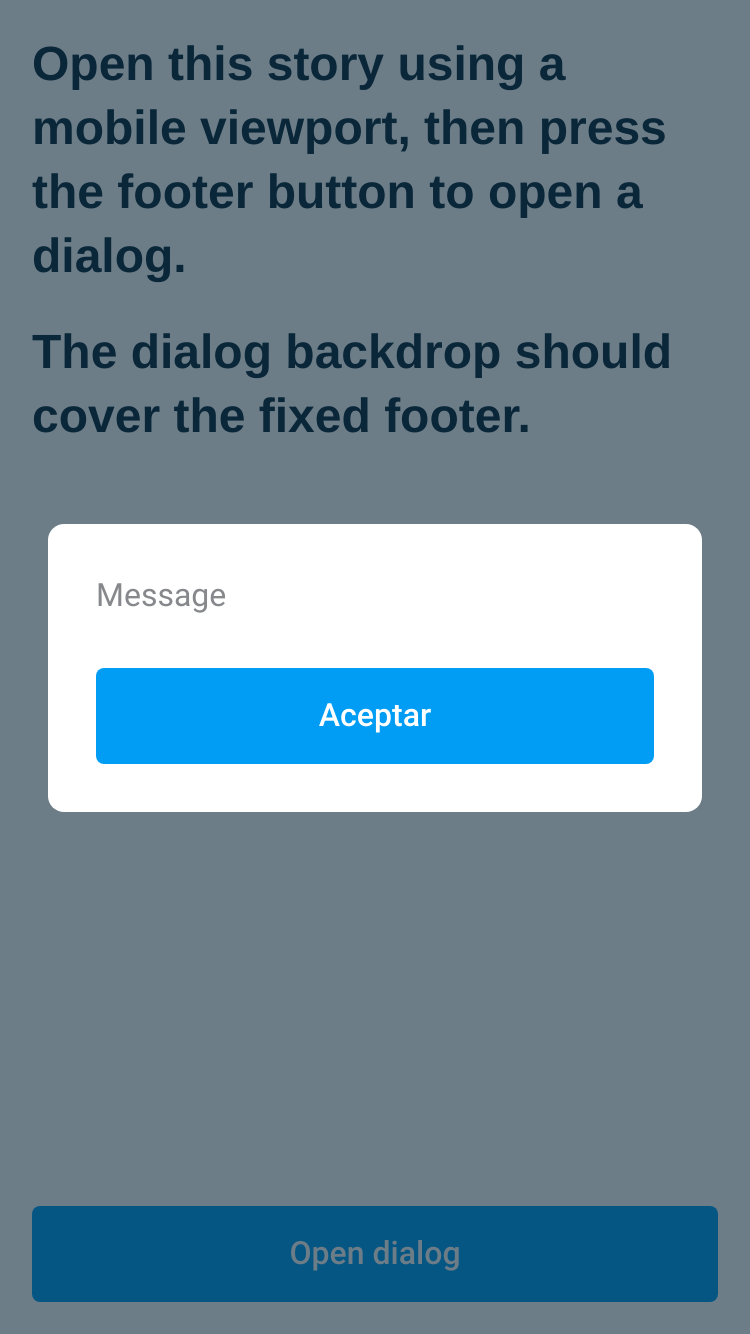 Open this story using a
mobile viewport, then press
the footer button to open a
dialog.
The dialog backdrop should
cover the fixed footer.
Message
Aceptar
Open dialog